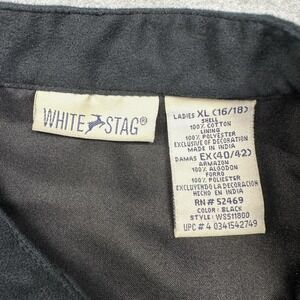 WHITE STAG®
LADIES XL (16/18)
SHELL
100% COTTON
LINING
100% POLYESTER
EXCLUSIVE OF DECORATION
MADE IN INDIA
DAMAS EX(40/42)
ARMAZON
100% ALGODON
FORRO
100% POLIESTER
EXCLUYENDO LA DECORACION
HECHO EN INDIA
RN# 52469
COLOR: BLACK
STYLE: WS511800
UPC #4 0341542749